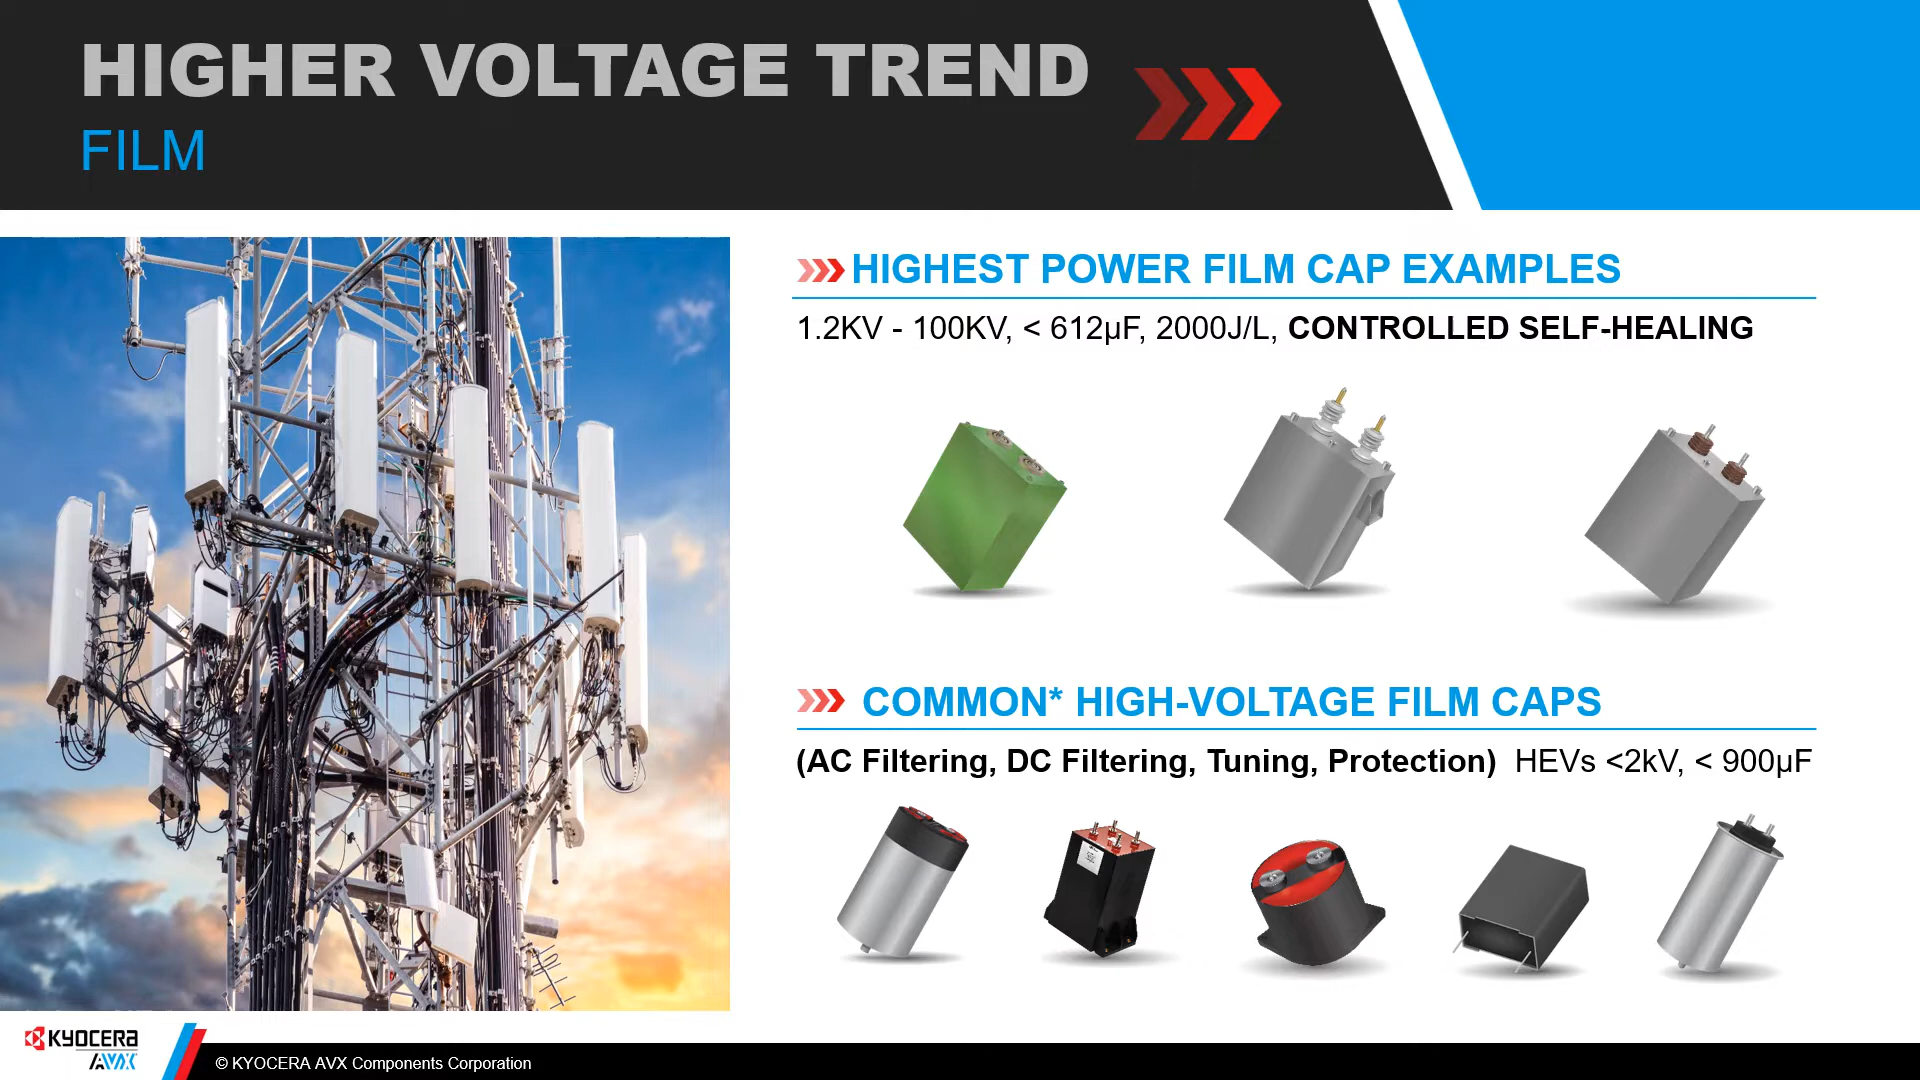 HIGHER VOLTAGE TREND
FILM
HIGHEST POWER FILM CAP EXAMPLES
1.2KV - 100KV, < 612µF, 2000J/L, CONTROLLED SELF-HEALING
COMMON* HIGH-VOLTAGE FILM CAPS
(AC Filtering, DC Filtering, Tuning, Protection) HEVs <2kV, < 900µF
KYOCERA
AVX
© KYOCERA AVX Components Corporation